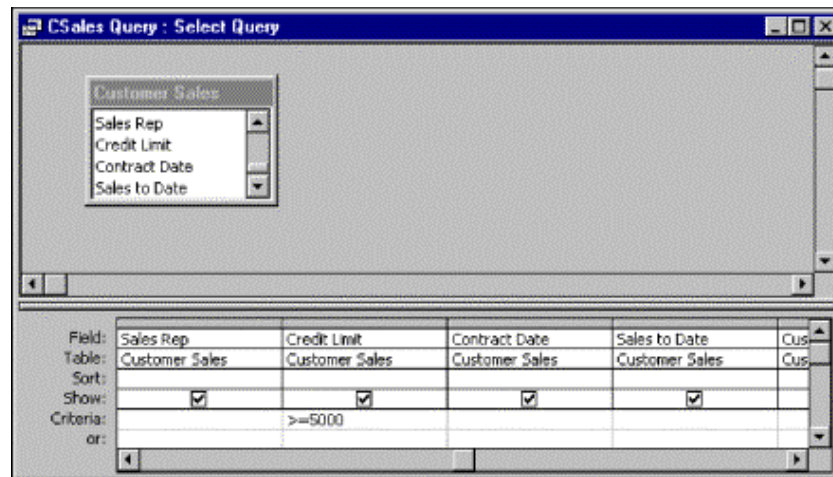 CSales Query : Select Query
Customer Sales
Sales Rep
Credit Limit
Contract Date
Sales to Date
Field: Sales Rep Credit Limit Contract Date Sales to Date Cus
Table: Customer Sales Customer Sales Customer Sales Customer Sales Cus
Sort:
Show:
Criteria: >=5000
or: